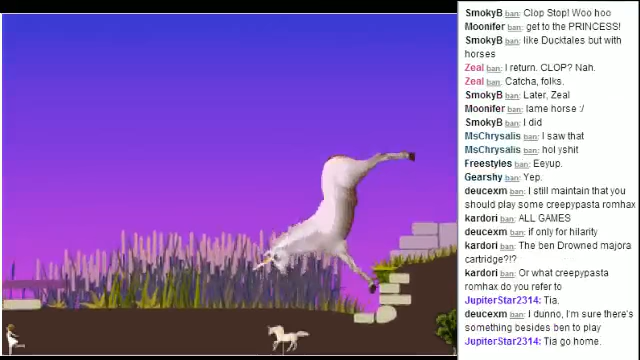 SmokyB ban: Clop Stop! Woo hoo
Moonifer ban: get to the PRINCESS!
SmokyB ban: like Ducktales but with
horses
Zeal ban: I return. CLOP? Nah.
Zeal ban: Catcha, folks.
SmokyB ban: Later, Zeal
Moonifer ban: lame horse :/
SmokyB ban: I did
MsChrysalis ban: I saw that
MsChrysalis ban: hol yshit
Freestyles ban: Eeyup.
Gearshy ban: Yep.
deucexm ban: I still maintain that you
should play some creepypasta romhax
kardori ban: ALL GAMES
deucexm ban: if only for hilarity
kardori ban: The ben Drowned majora
cartridge?!?
kardori ban: Or what creepypasta
romhax do you refer to
JupiterStar2314: Tia.
deucexm ban: I dunno, I'm sure there's
something besides ben to play
JupiterStar2314: Tia go home.